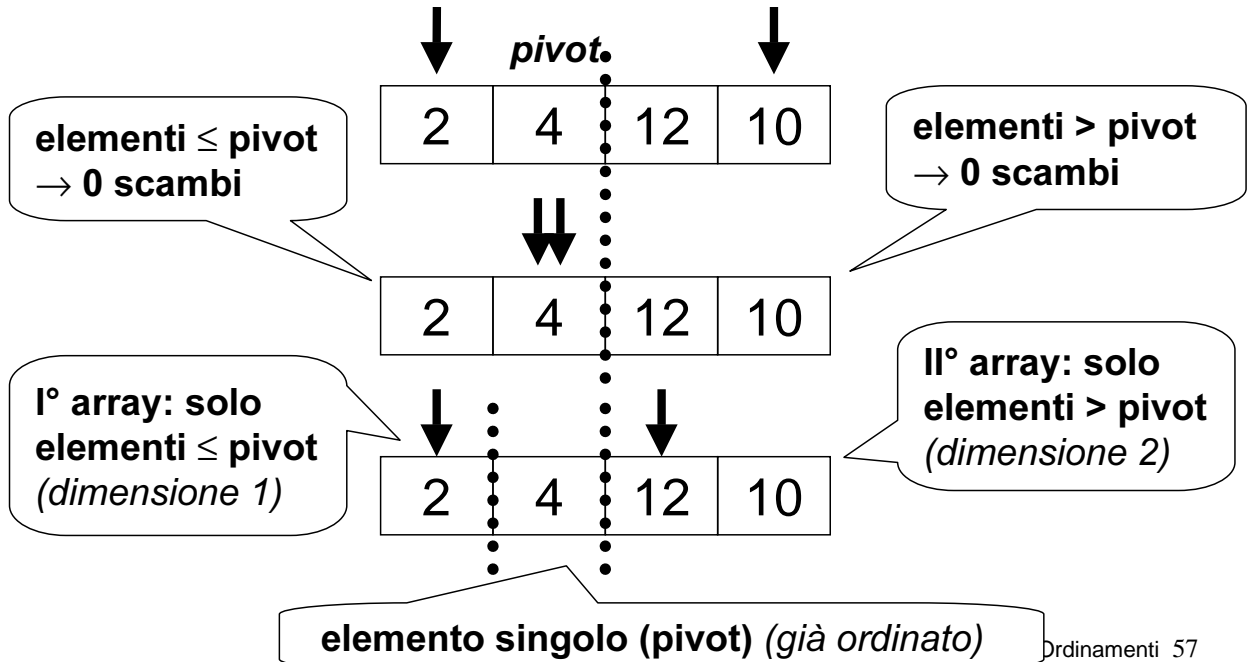 pivot
2 4 12 10
elementi ≤ pivot
→ 0 scambi
elementi > pivot
→ 0 scambi
2 4 12 10
I° array: solo
elementi ≤ pivot
(dimensione 1)
II° array: solo
elementi > pivot
(dimensione 2)
2 4 12 10
elemento singolo (pivot) (già ordinato)
Ordinamenti 57